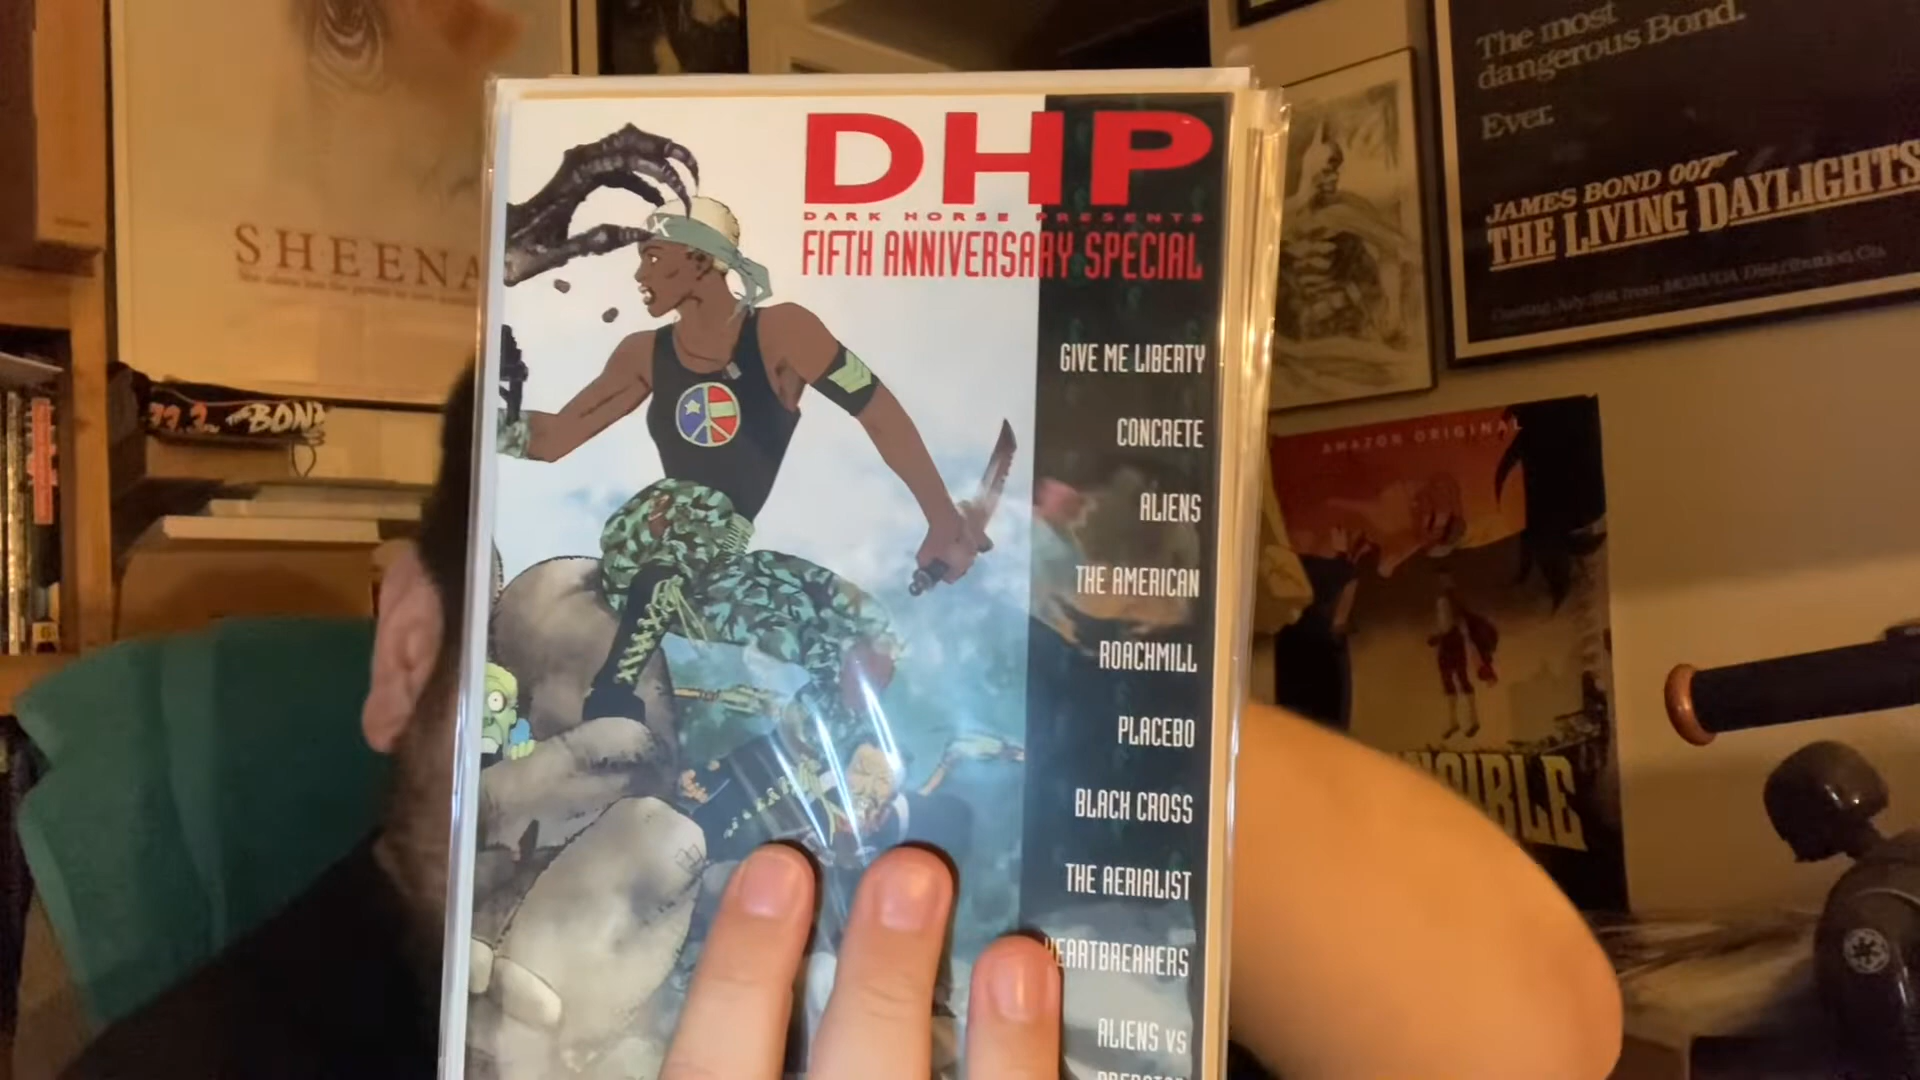 The most
dangerous Bond.
Ever.
JAMES BOND 007
THE LIVING DAYLIGHTS
SHEENA
DHP
DARK HORSE PRESENTS
FIFTH ANNIVERSARY SPECIAL
X
GIVE ME LIBERTY
CONCRETE
ALIENS
THE AMERICAN
ROACHMILL
PLACEBO
BLACK CROSS
THE AERIALIST
HEARTBREAKERS
ALIENS VS
PREDATOR
AMAZON ORIGINAL